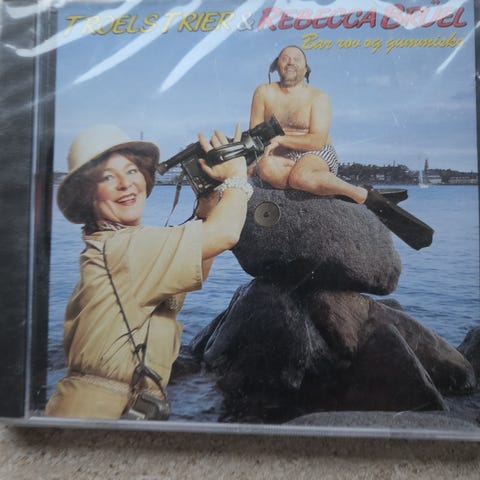 TROELS TRIER & REBECCA BRÜEL
Bar røv og gummisko